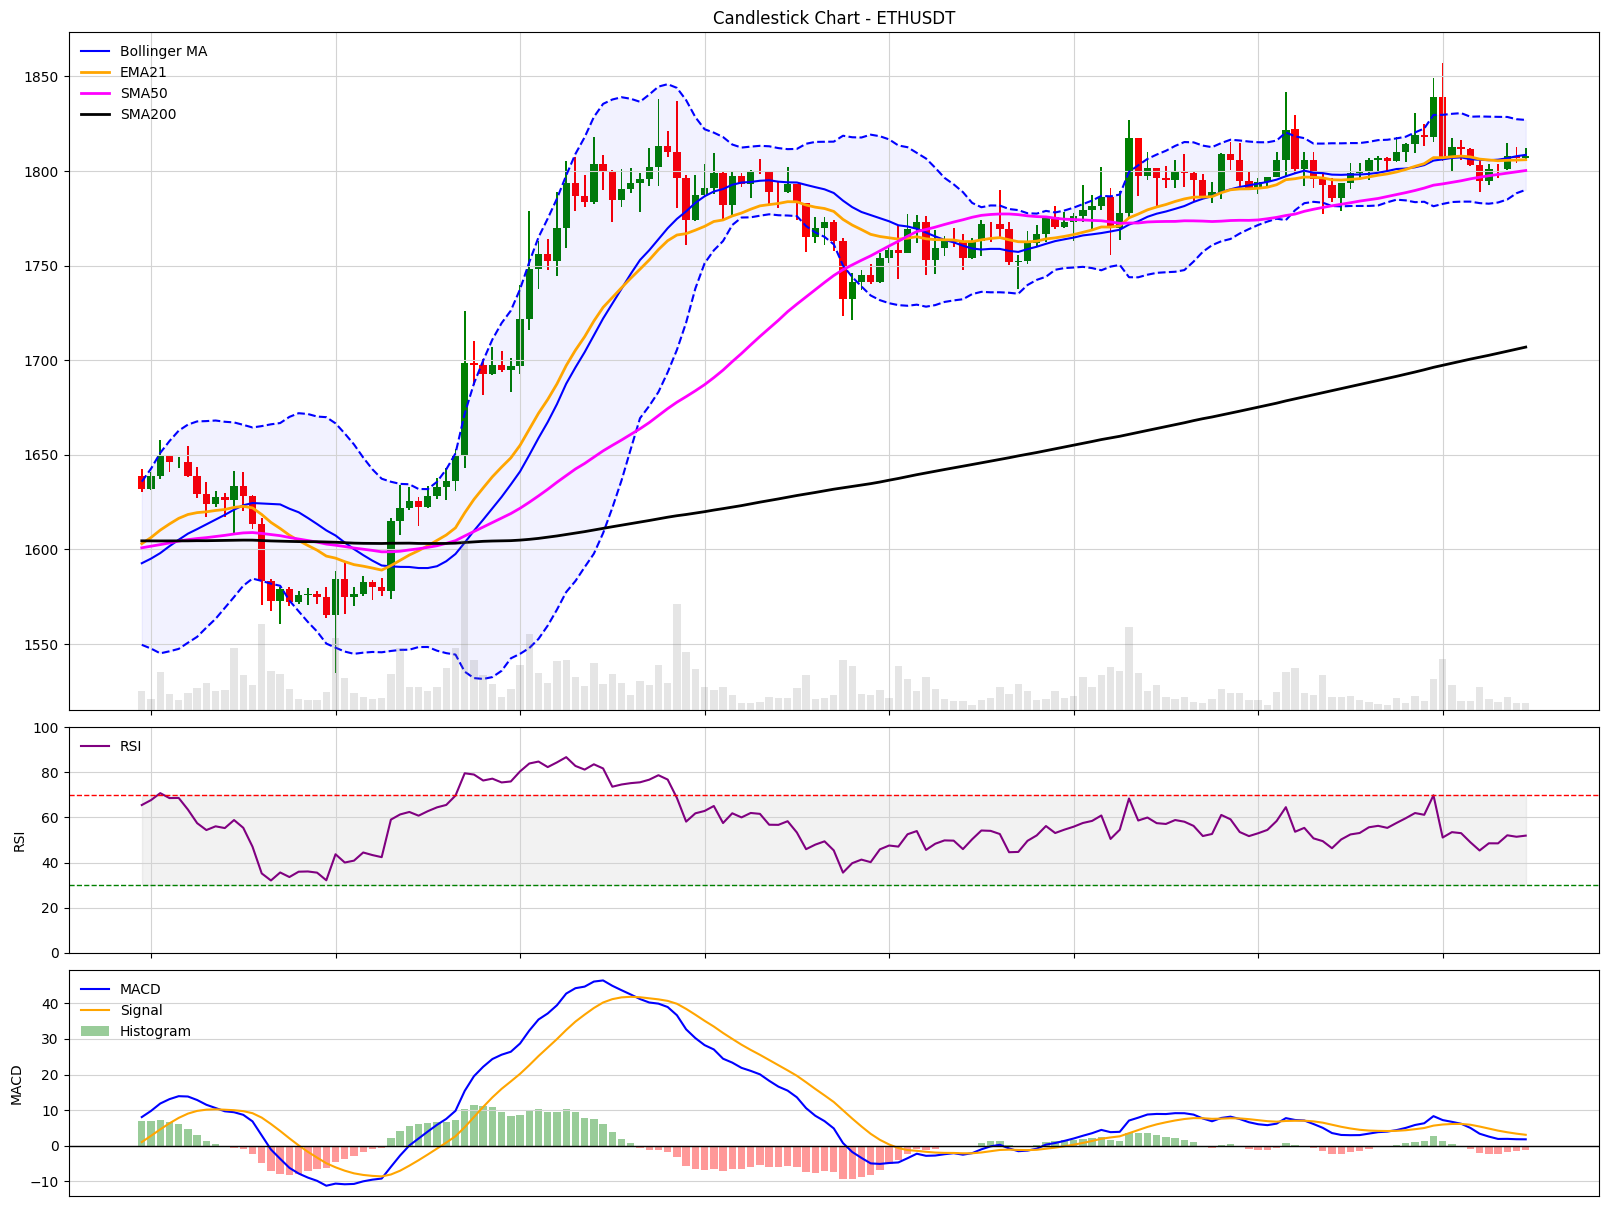 Candlestick Chart - ETHUSDT
Bollinger MA
EMA21
SMA50
SMA200
1850
1800
1750
1700
1650
1600
1550
RSI
RSI
100
80
60
40
20
0
MACD
Signal
Histogram
MACD
40
30
20
10
0
−10